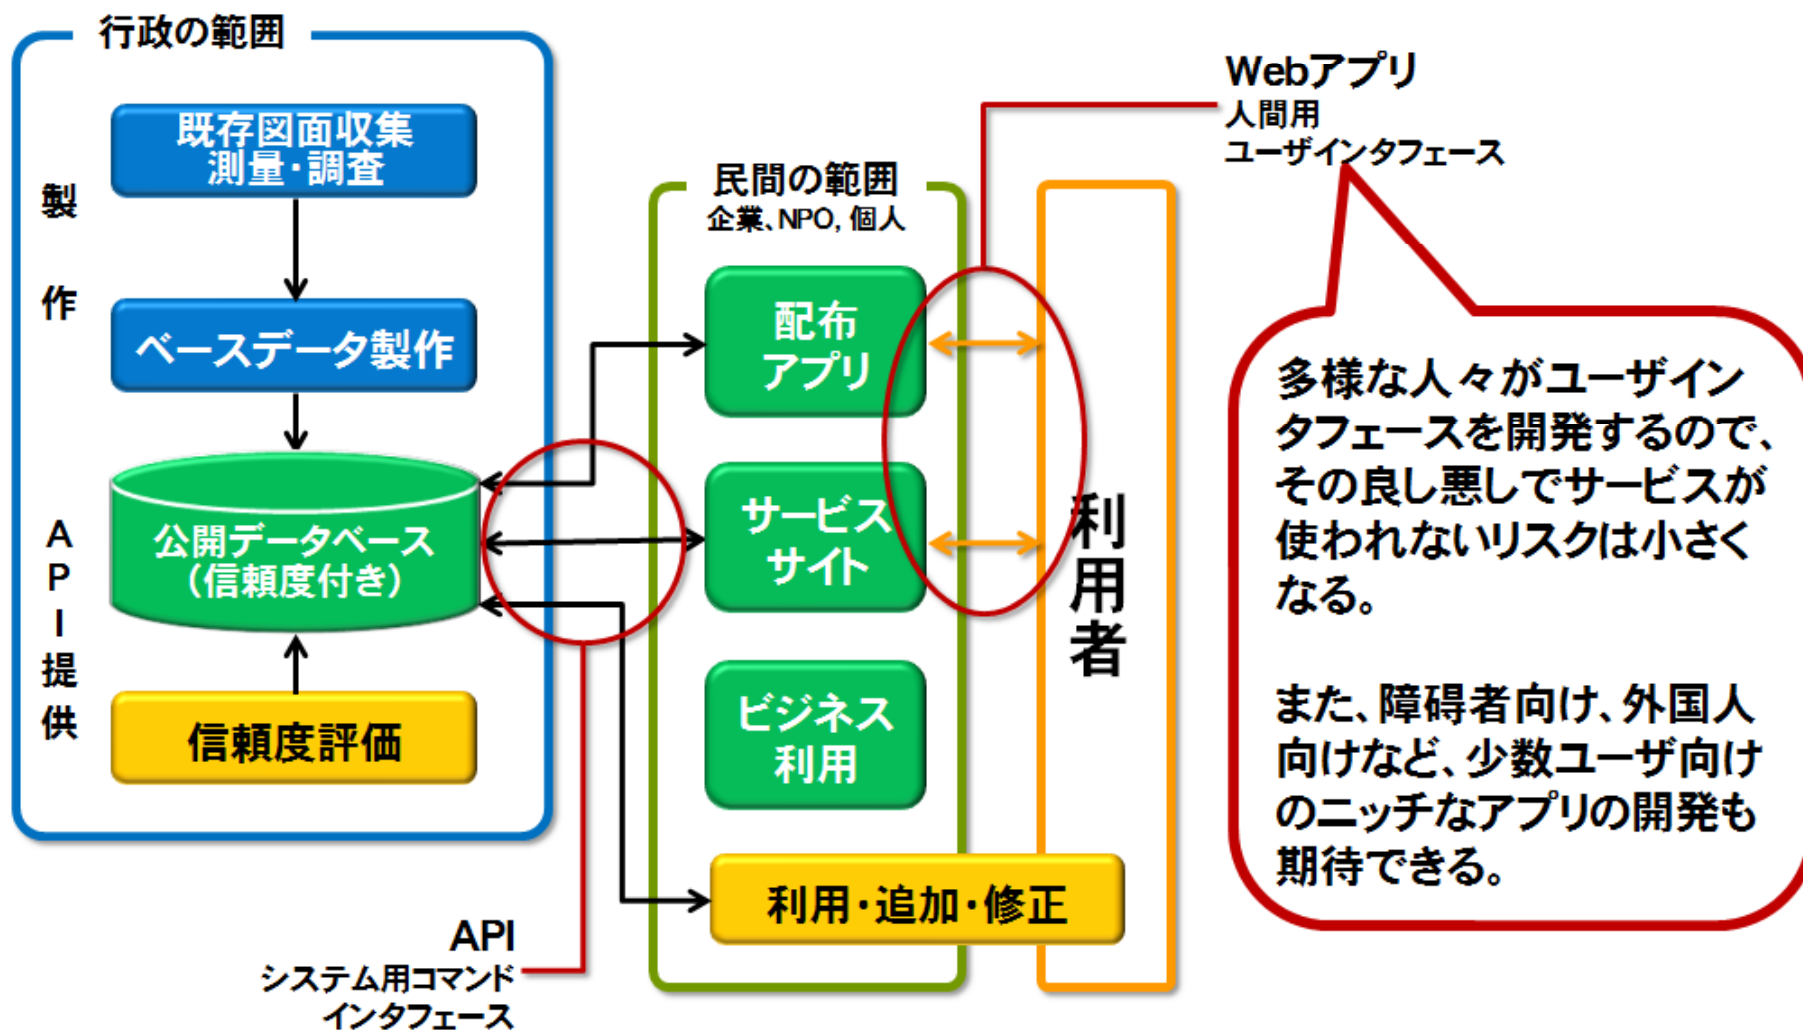 行政の範囲
製作
既存図面収集
測量・調査
ベースデータ製作
API提供
公開データベース
（信頼度付き）
信頼度評価
API
システム用コマンド
インタフェース
民間の範囲
企業、NPO, 個人
配布
アプリ
サービス
サイト
ビジネス
利用
利用・追加・修正
利用者
Webアプリ
人間用
ユーザインタフェース
多様な人々がユーザイン
タフェースを開発するので、
その良し悪しでサービスが
使われないリスクは小さく
なる。
また、障碍者向け、外国人
向けなど、少数ユーザ向け
のニッチなアプリの開発も
期待できる。